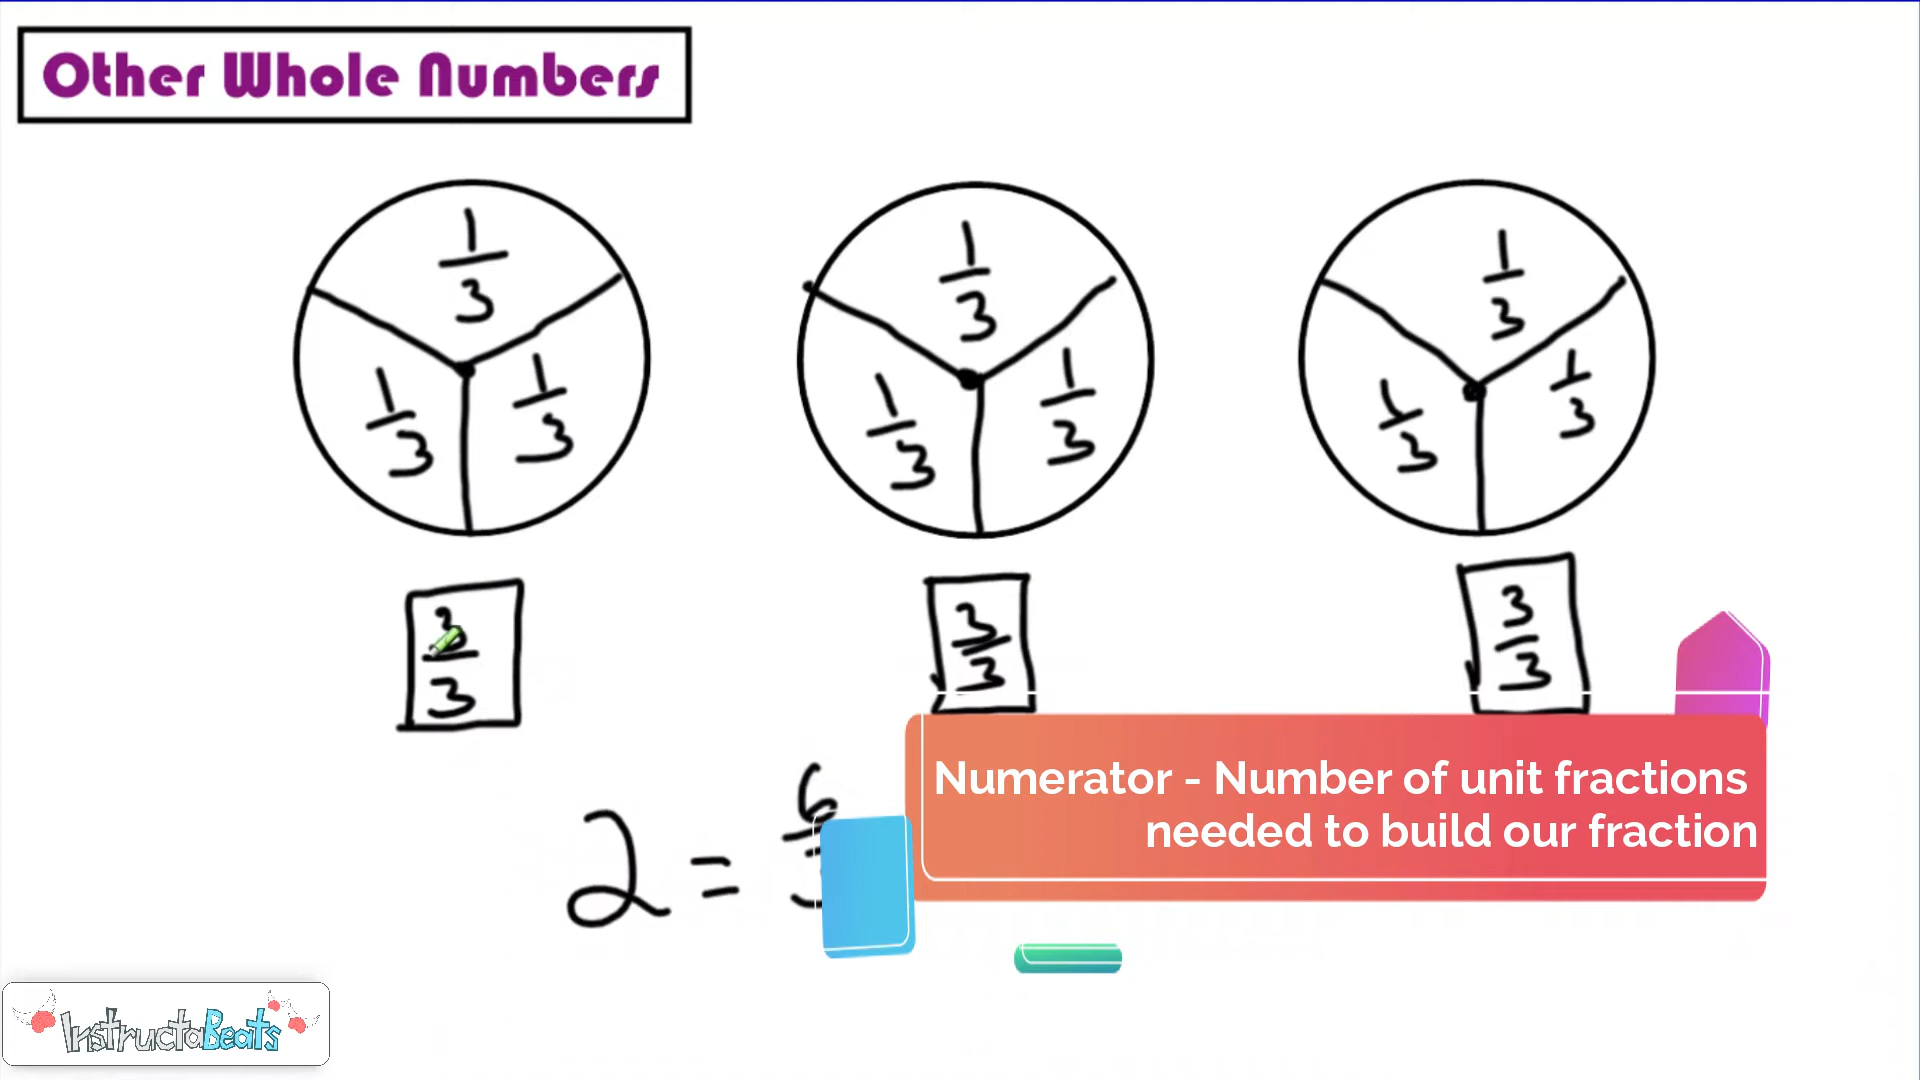 Other Whole Numbers
1/3 1/3 1/3
1/3 1/3 1/3 1/3 1/3 1/3
3/3 3/3 3/3
Numerator - Number of unit fractions
needed to build our fraction
2 = 6/
InstructaBeats